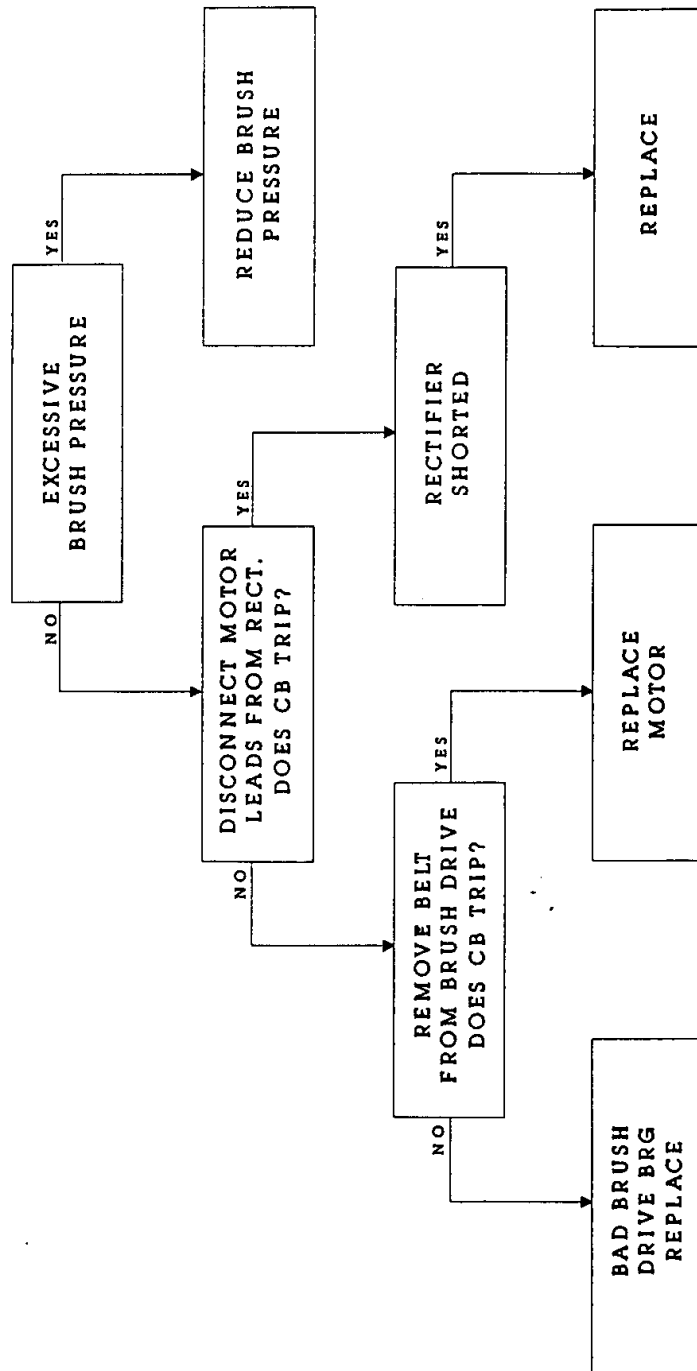 EXCESSIVE
BRUSH PRESSURE
NO
YES
DISCONNECT MOTOR
LEADS FROM RECT.
DOES CB TRIP?
REDUCE BRUSH
PRESSURE
NO
YES
REMOVE BELT
FROM BRUSH DRIVE
DOES CB TRIP?
RECTIFIER
SHORTED
NO
YES
YES
BAD BRUSH
DRIVE BRG
REPLACE
REPLACE
MOTOR
REPLACE